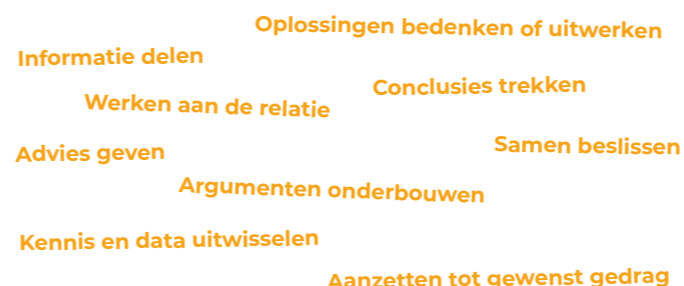 Oplossingen bedenken of uitwerken
Informatie delen
Conclusies trekken
Werken aan de relatie
Samen beslissen
Advies geven
Argumenten onderbouwen
Kennis en data uitwisselen
Aanzetten tot gewenst gedrag